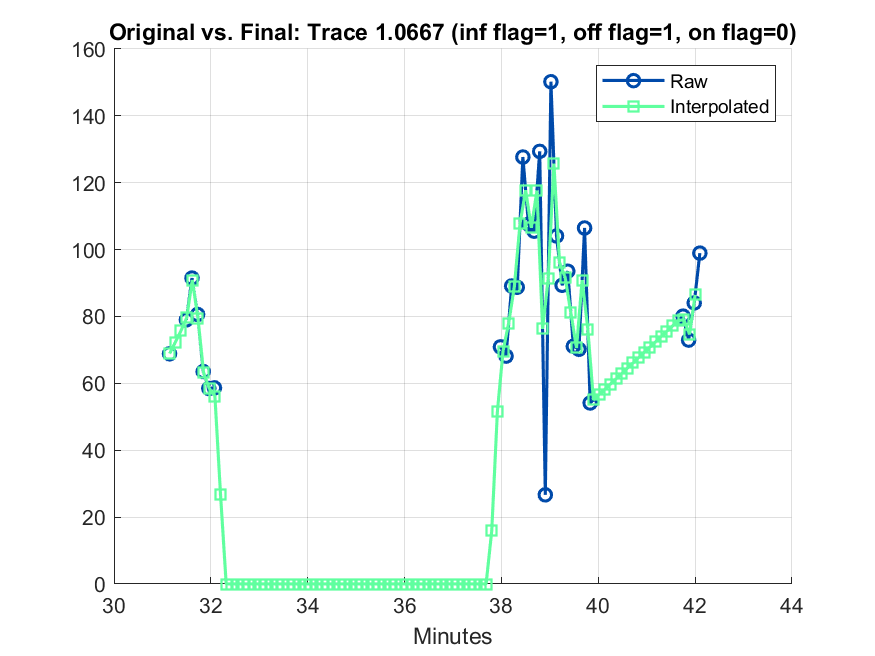 Original vs. Final: Trace 1.0667 (inf flag=1, off flag=1, on flag=0)
160
140
120
100
80
60
40
20
0
Raw
Interpolated
30 32 34 36 38 40 42 44
Minutes